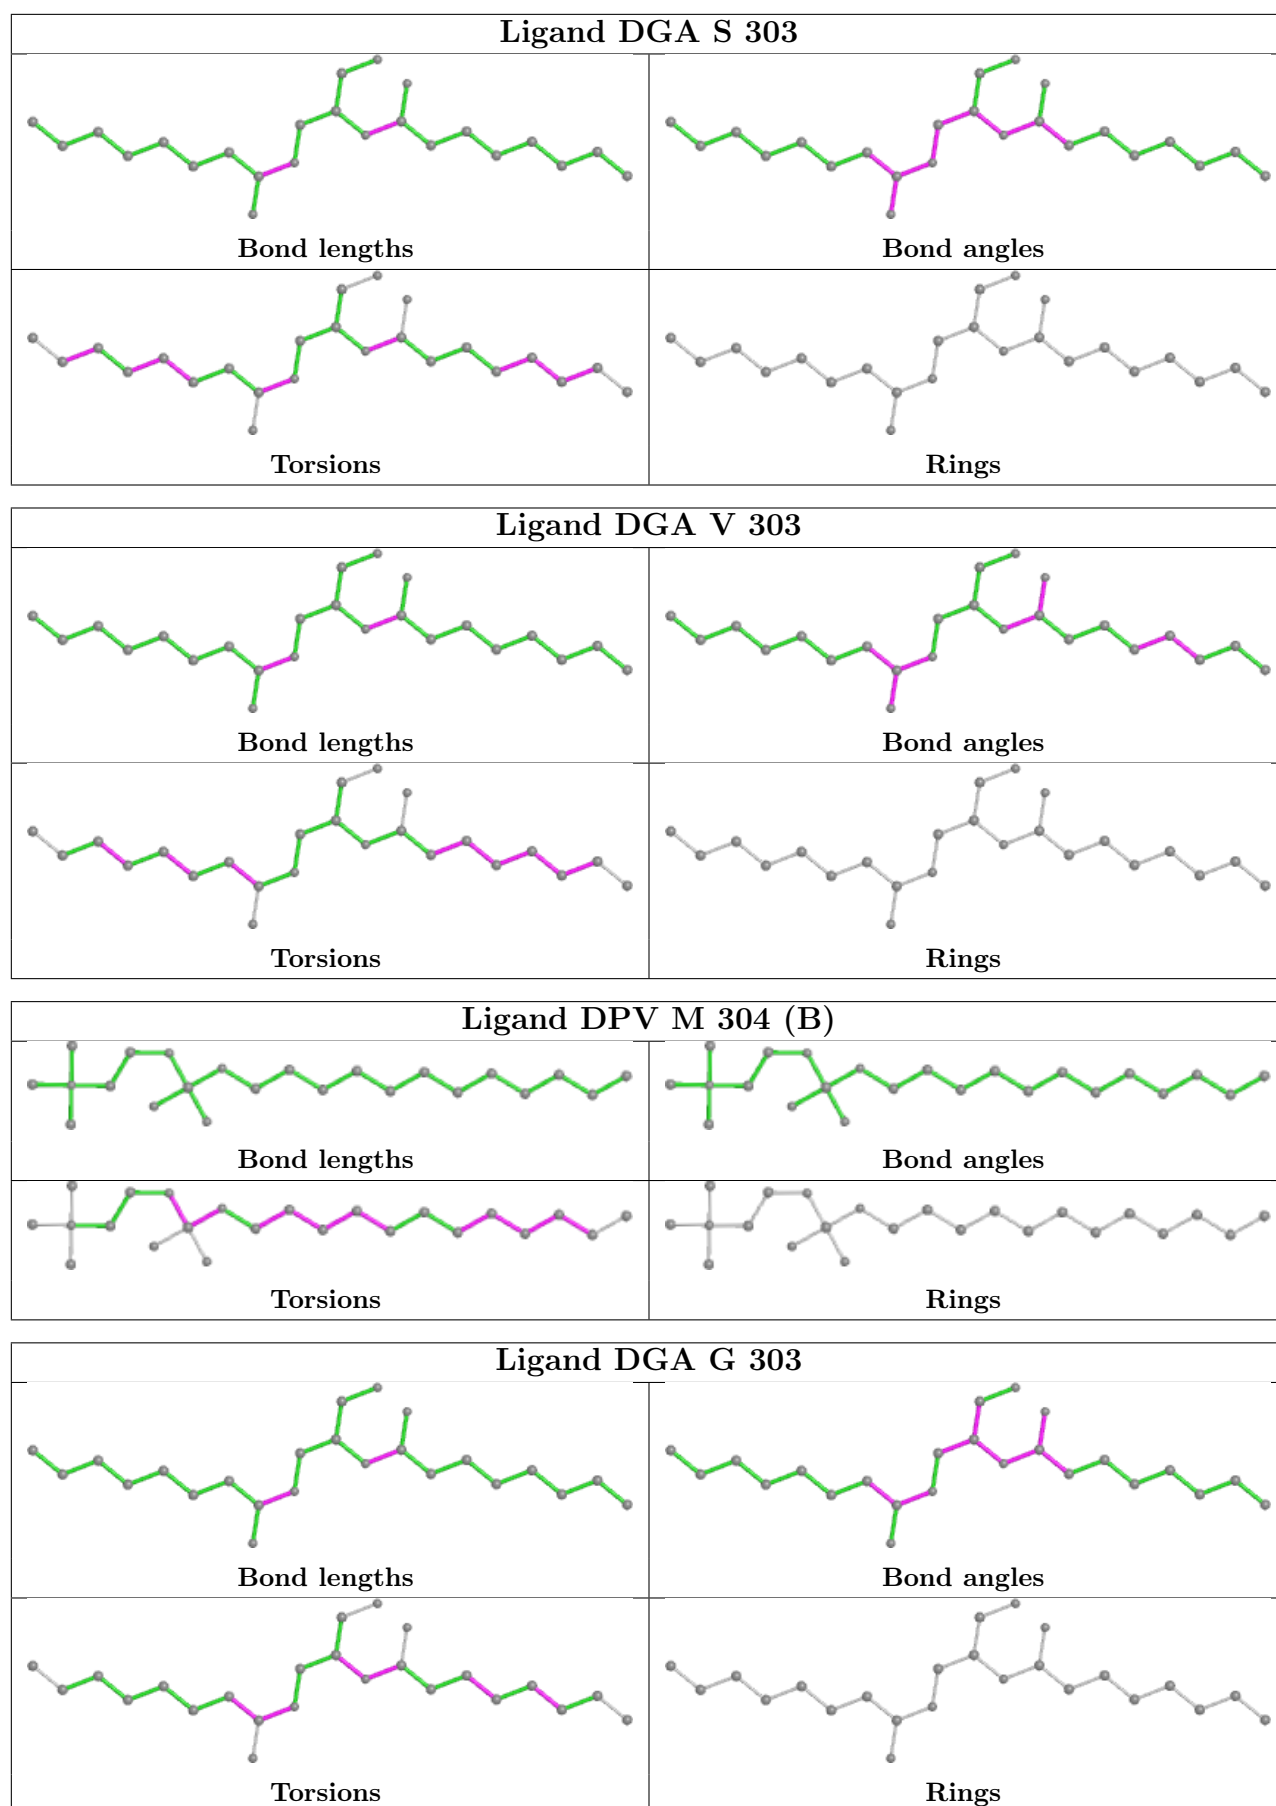 Ligand DGA S 303
Bond lengths
Bond angles
Torsions
Rings
Ligand DGA V 303
Bond lengths
Bond angles
Torsions
Rings
Ligand DPV M 304 (B)
Bond lengths
Bond angles
Torsions
Rings
Ligand DGA G 303
Bond lengths
Bond angles
Torsions
Rings